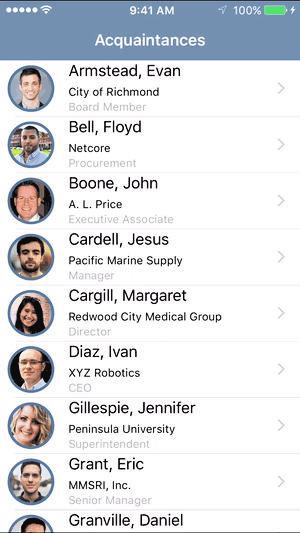 9:41 AM
100%
Acquaintances
Armstead, Evan
City of Richmond
Board Member
Bell, Floyd
Netcore
Procurement
Boone, John
A. L. Price
Executive Associate
Cardell, Jesus
Pacific Marine Supply
Manager
Cargill, Margaret
Redwood City Medical Group
Director
Diaz, Ivan
XYZ Robotics
CEO
Gillespie, Jennifer
Peninsula University
Superintendent
Grant, Eric
MMSRI, Inc.
Senior Manager
Granville, Daniel